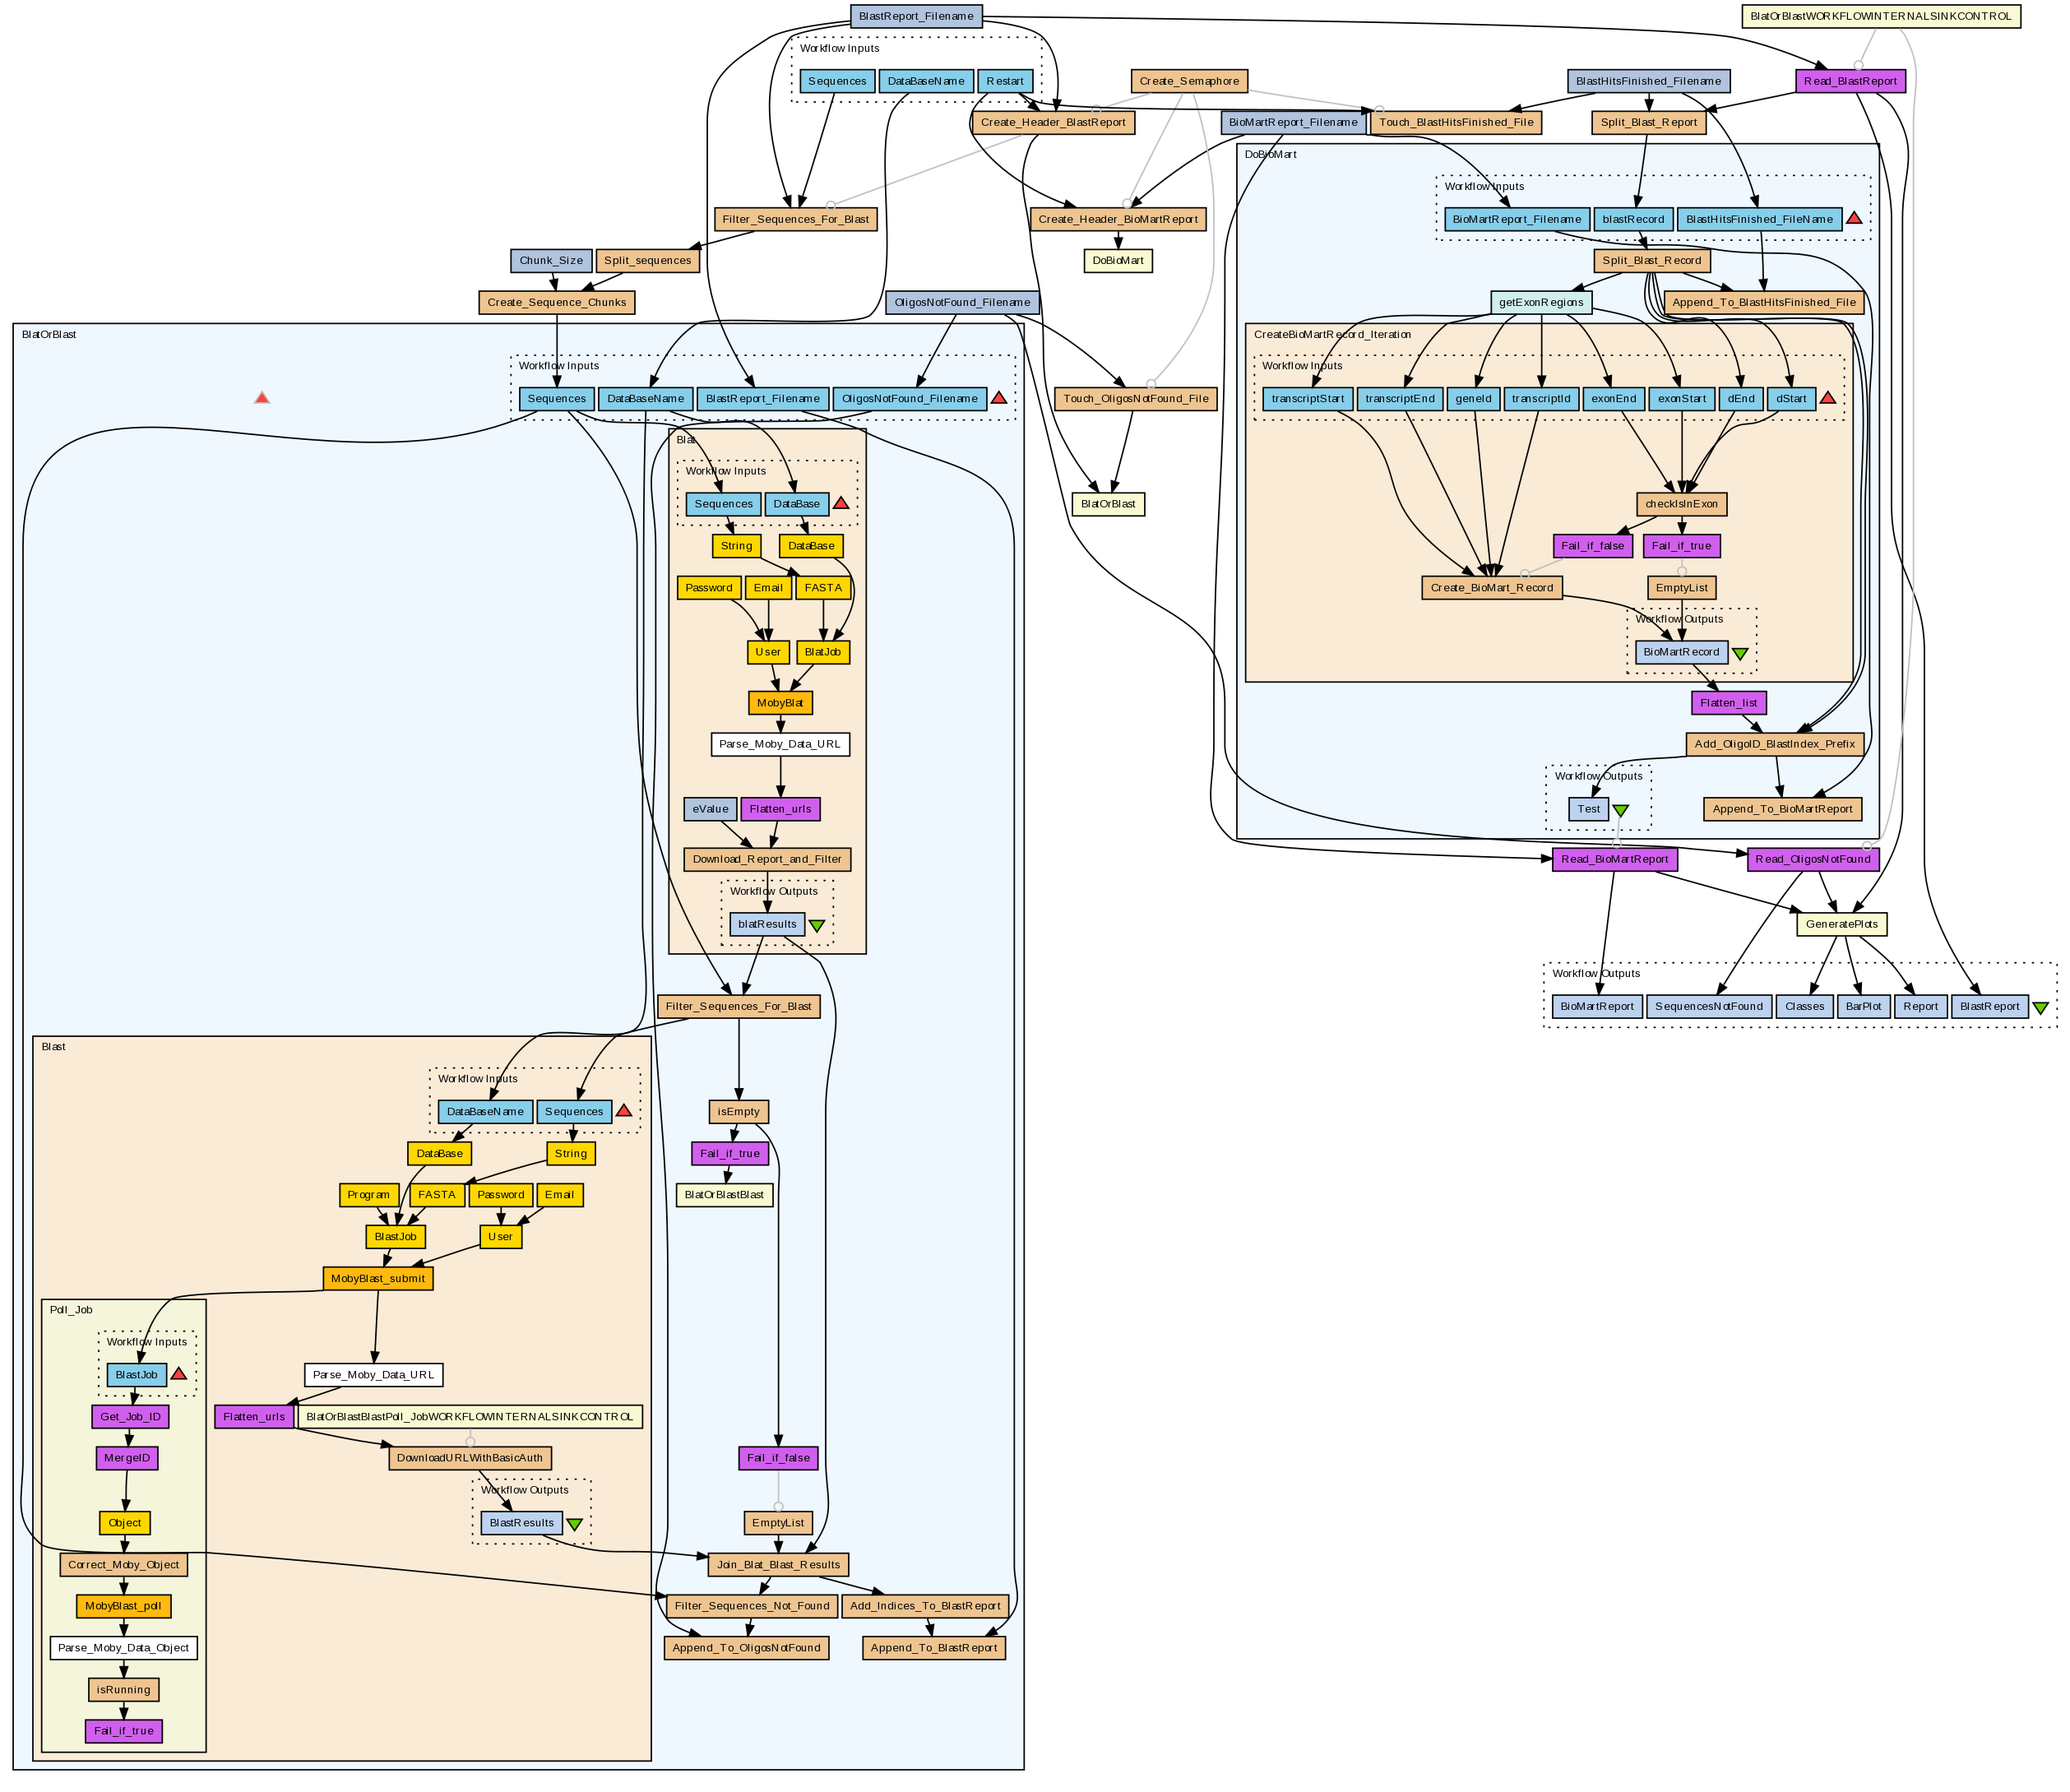 BlastReport_Filename
BlatOrBlastWORKFLOWINTERNALSINKCONTROL
Workflow Inputs
Sequences
DataBaseName
Restart
Create_Semaphore
BlastHitsFinished_Filename
Read_BlastReport
Create_Header_BlastReport
BioMartReport_Filename
Touch_BlastHitsFinished_File
Split_Blast_Report
DoBioMart
Workflow Inputs
Filter_Sequences_For_Blast
Create_Header_BioMartReport
BioMartReport_Filename
blastRecord
BlastHitsFinished_FileName
Chunk_Size
Split_sequences
DoBioMart
Split_Blast_Record
Create_Sequence_Chunks
OligosNotFound_Filename
getExonRegions
Append_To_BlastHitsFinished_File
BlatOrBlast
CreateBioMartRecord_Iteration
Workflow Inputs
Workflow Inputs
Sequences
DataBaseName
BlastReport_Filename
OligosNotFound_Filename
Touch_OligosNotFound_File
transcriptStart
transcriptEnd
geneId
transcriptId
exonEnd
exonStart
dEnd
dStart
Blat
Workflow Inputs
Sequences
DataBase
BlatOrBlast
checkIsInExon
String
DataBase
Fail_if_false
Fail_if_true
Password
Email
FASTA
Create_BioMart_Record
EmptyList
Workflow Outputs
User
BlatJob
BioMartRecord
MobyBlat
Flatten_list
Parse_Moby_Data_URL
Add_OligoID_BlastIndex_Prefix
Workflow Outputs
eValue
Flatten_urls
Test
Append_To_BioMartReport
Download_Report_and_Filter
Read_BioMartReport
Read_OligosNotFound
Workflow Outputs
blatResults
GeneratePlots
Workflow Outputs
Filter_Sequences_For_Blast
BioMartReport
SequencesNotFound
Classes
BarPlot
Report
BlastReport
Blast
Workflow Inputs
DataBaseName
Sequences
isEmpty
DataBase
String
Fail_if_true
Program
FASTA
Password
Email
BlatOrBlastBlast
BlastJob
User
MobyBlast_submit
Poll_Job
Workflow Inputs
BlastJob
Parse_Moby_Data_URL
Get_Job_ID
Flatten_urls
BlatOrBlastBlastPoll_JobWORKFLOWINTERNALSINKCONTROL
MergeID
DownloadURLWithBasicAuth
Fail_if_false
Workflow Outputs
Object
BlastResults
EmptyList
Correct_Moby_Object
Join_Blat_Blast_Results
MobyBlast_poll
Filter_Sequences_Not_Found
Add_Indices_To_BlastReport
Parse_Moby_Data_Object
Append_To_OligosNotFound
Append_To_BlastReport
isRunning
Fail_if_true